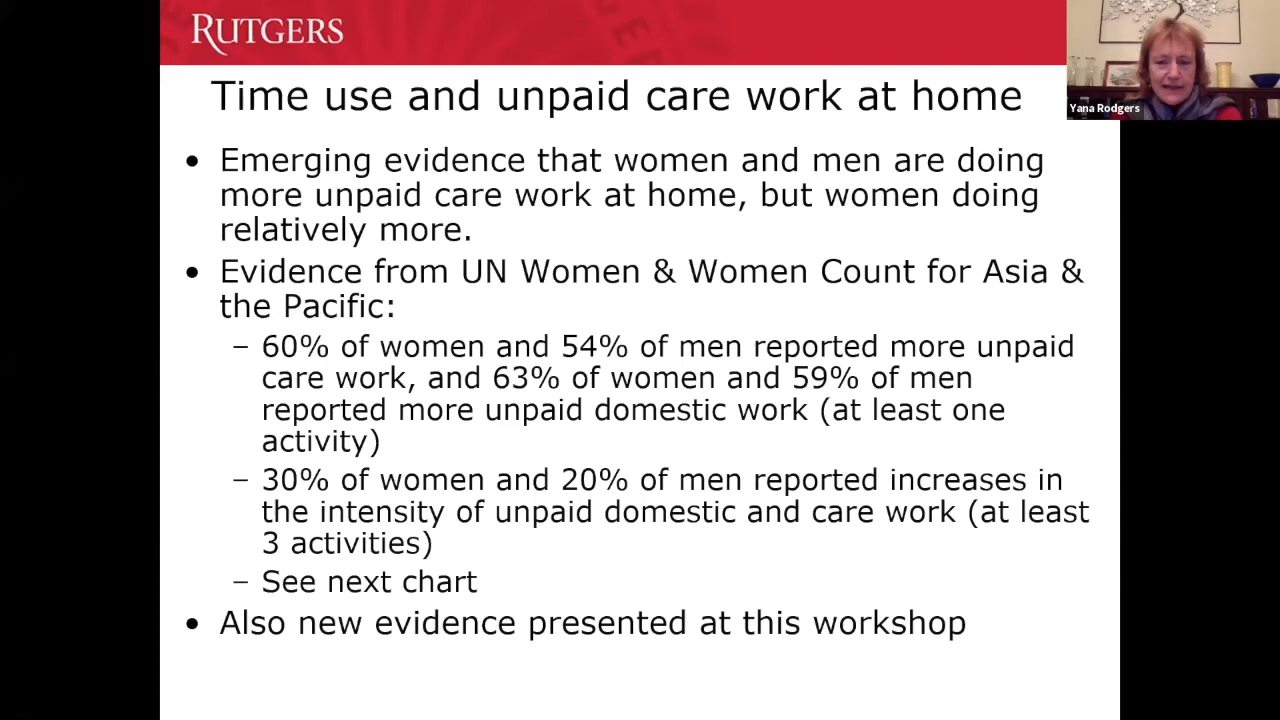 RUTGERS
Yana Rodgers
Time use and unpaid care work at home
• Emerging evidence that women and men are doing
more unpaid care work at home, but women doing
relatively more.
• Evidence from UN Women & Women Count for Asia &
the Pacific:
– 60% of women and 54% of men reported more unpaid
care work, and 63% of women and 59% of men
reported more unpaid domestic work (at least one
activity)
– 30% of women and 20% of men reported increases in
the intensity of unpaid domestic and care work (at least
3 activities)
– See next chart
• Also new evidence presented at this workshop